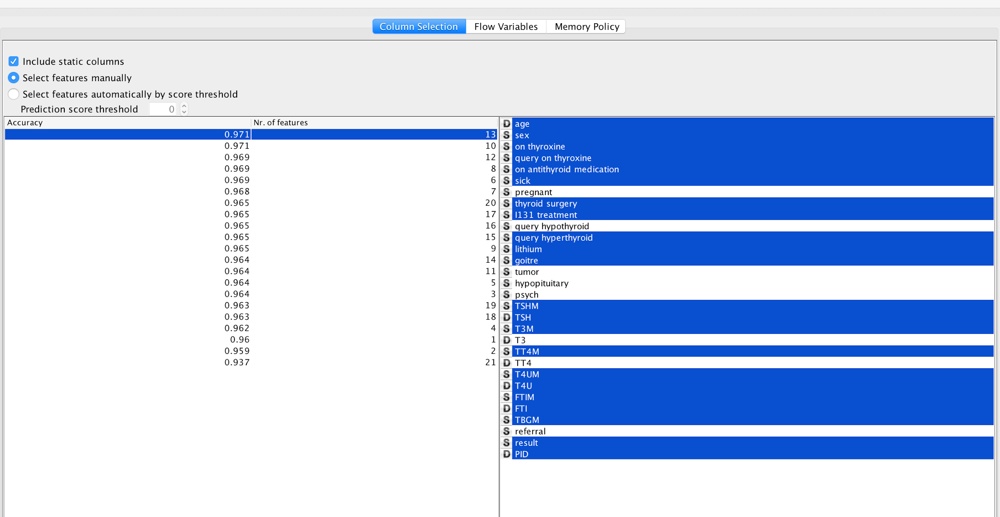 Column Selection Flow Variables Memory Policy
Include static columns
Select features manually
Select features automatically by score threshold
Prediction score threshold 0
Accuracy Nr. of features
0.971 13
0.971 10
0.969 12
0.969 8
0.969 6
0.968 7
0.965 20
0.965 17
0.965 16
0.965 15
0.965 9
0.964 14
0.964 11
0.964 5
0.964 3
0.963 19
0.963 18
0.962 4
0.96 1
0.959 2
0.937 21
D age
S sex
S on thyroxine
S query on thyroxine
S on antithyroid medication
S sick
S pregnant
S thyroid surgery
S I131 treatment
S query hypothyroid
S query hyperthyroid
S lithium
S goitre
S tumor
S hypopituitary
S psych
S TSHM
D TSH
S T3M
D T3
S TT4M
D TT4
S T4UM
D T4U
S FTIM
D FTI
S TBGM
S referral
S result
D PID